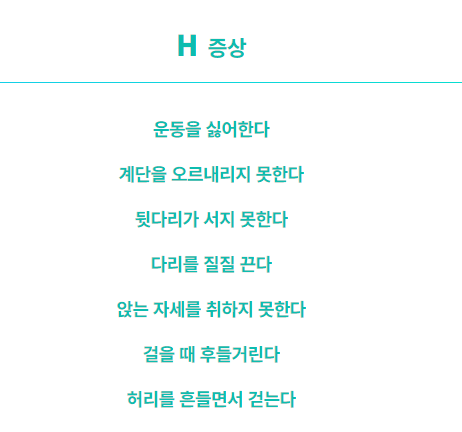 H 증상
운동을 싫어한다
계단을 오르내리지 못한다
뒷다리가 서지 못한다
다리를 질질 끈다
앉는 자세를 취하지 못한다
걸을 때 후들거린다
허리를 흔들면서 걷는다